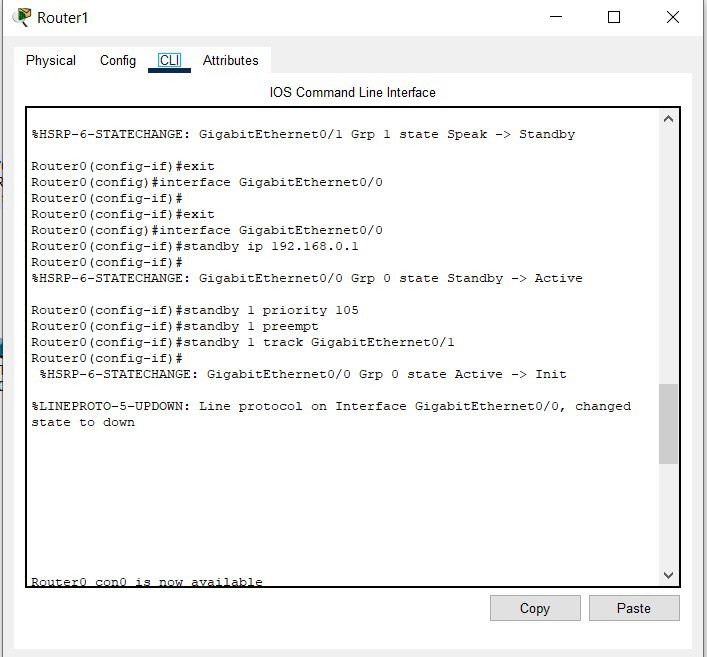 Router1
Physical Config CLI Attributes
IOS Command Line Interface
%HSRP-6-STATECHANGE: GigabitEthernet0/1 Grp 1 state Speak -> Standby
Router0(config-if)#exit
Router0(config)#interface GigabitEthernet0/0
Router0(config-if)#
Router0(config-if)#exit
Router0(config)#interface GigabitEthernet0/0
Router0(config-if)#standby ip 192.168.0.1
Router0(config-if)#
%HSRP-6-STATECHANGE: GigabitEthernet0/0 Grp 0 state Standby -> Active
Router0(config-if)#standby 1 priority 105
Router0(config-if)#standby 1 preempt
Router0(config-if)#standby 1 track GigabitEthernet0/1
Router0(config-if)#
%HSRP-6-STATECHANGE: GigabitEthernet0/0 Grp 0 state Active -> Init
%LINEPROTO-5-UPDOWN: Line protocol on Interface GigabitEthernet0/0, changed
state to down
Router0 con0 is now available
Copy Paste